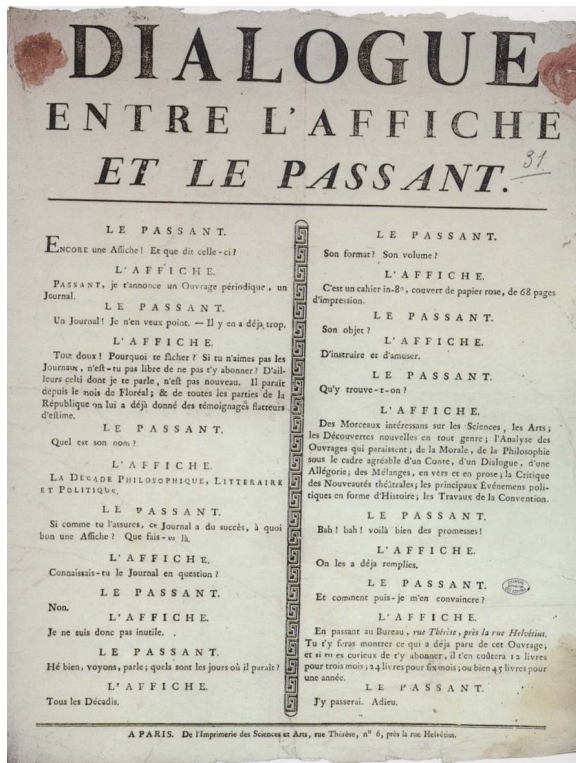 DIALOGUE
ENTRE L'AFFICHE
ET LE PASSANT.
31
LE PASSANT.
ENCORE une Affiche! Et que dit celle-ci?
L'AFFICHE.
PASSANT, je t'annonce un Ouvrage périodique, un
Journal.
LE PASSANT.
Un Journal! Je n'en veux point. — Il y en a déja trop.
L'AFFICHE.
Tout doux! Pourquoi te fâcher? Si tu n'aimes pas les
Journaux, n'est-tu pas libre de ne pas t'y abonner? D'ail-
leurs celui dont je te parle, n'est pas nouveau. Il paraît
depuis le mois de Floréal; & de toutes les parties de la
République on lui a déjà donné des témoignages flatteurs
d'estime.
LE PASSANT.
Quel est son nom?
L'AFFICHE.
LA DÉCADE PHILOSOPHIQUE, LITTÉRAIRE
ET POLITIQUE.
LE PASSANT.
Si comme tu l'assures, ce Journal a du succès, à quoi
bon une Affiche? Que fais-tu là.
L'AFFICHE.
Connaissais-tu le Journal en question?
LE PASSANT.
Non.
L'AFFICHE.
Je ne suis donc pas inutile.
LE PASSANT.
Hé bien, voyons, parle; quels sont les jours où il paraît?
L'AFFICHE.
Tous les Décadis.
LE PASSANT.
Son format? Son volume?
L'AFFICHE.
C'est un cahier in-8°, couvert de papier rose, de 68 pages
d'impression.
LE PASSANT.
Son objet?
L'AFFICHE.
D'instruire et d'amuser.
LE PASSANT.
Qu'y trouve-t-on?
L'AFFICHE.
Des Morceaux intéressans sur les Sciences, les Arts;
les Découvertes nouvelles en tout genre; l'Analyse des
Ouvrages qui paraissent; de la Morale, de la Philosophie
sous le cadre agréable d'un Conte, d'un Dialogue, d'une
Allégorie; des Mélanges, en vers et en prose; la Critique
des Nouveautés théâtrales; les principaux Événemens poli-
tiques en forme d'Histoire; les Travaux de la Convention.
LE PASSANT.
Bah! bah! voilà bien des promesses!
L'AFFICHE.
On les a déja remplies.
LE PASSANT.
Et comment puis-je m'en convaincre?
L'AFFICHE.
En passant au Bureau, rue Thérèse, près la rue Helvétius.
Tu t'y feras montrer ce qui a déja paru de cet Ouvrage;
et si tu es curieux de t'y abonner, il t'en coûtera 12 livres
pour trois mois; 24 livres pour six mois; ou bien 45 livres pour
une année.
LE PASSANT.
J'y passerai. Adieu.
A PARIS. De l'Imprimerie des Sciences et Arts, rue Thérèse, n° 6, près la rue Helvétius.